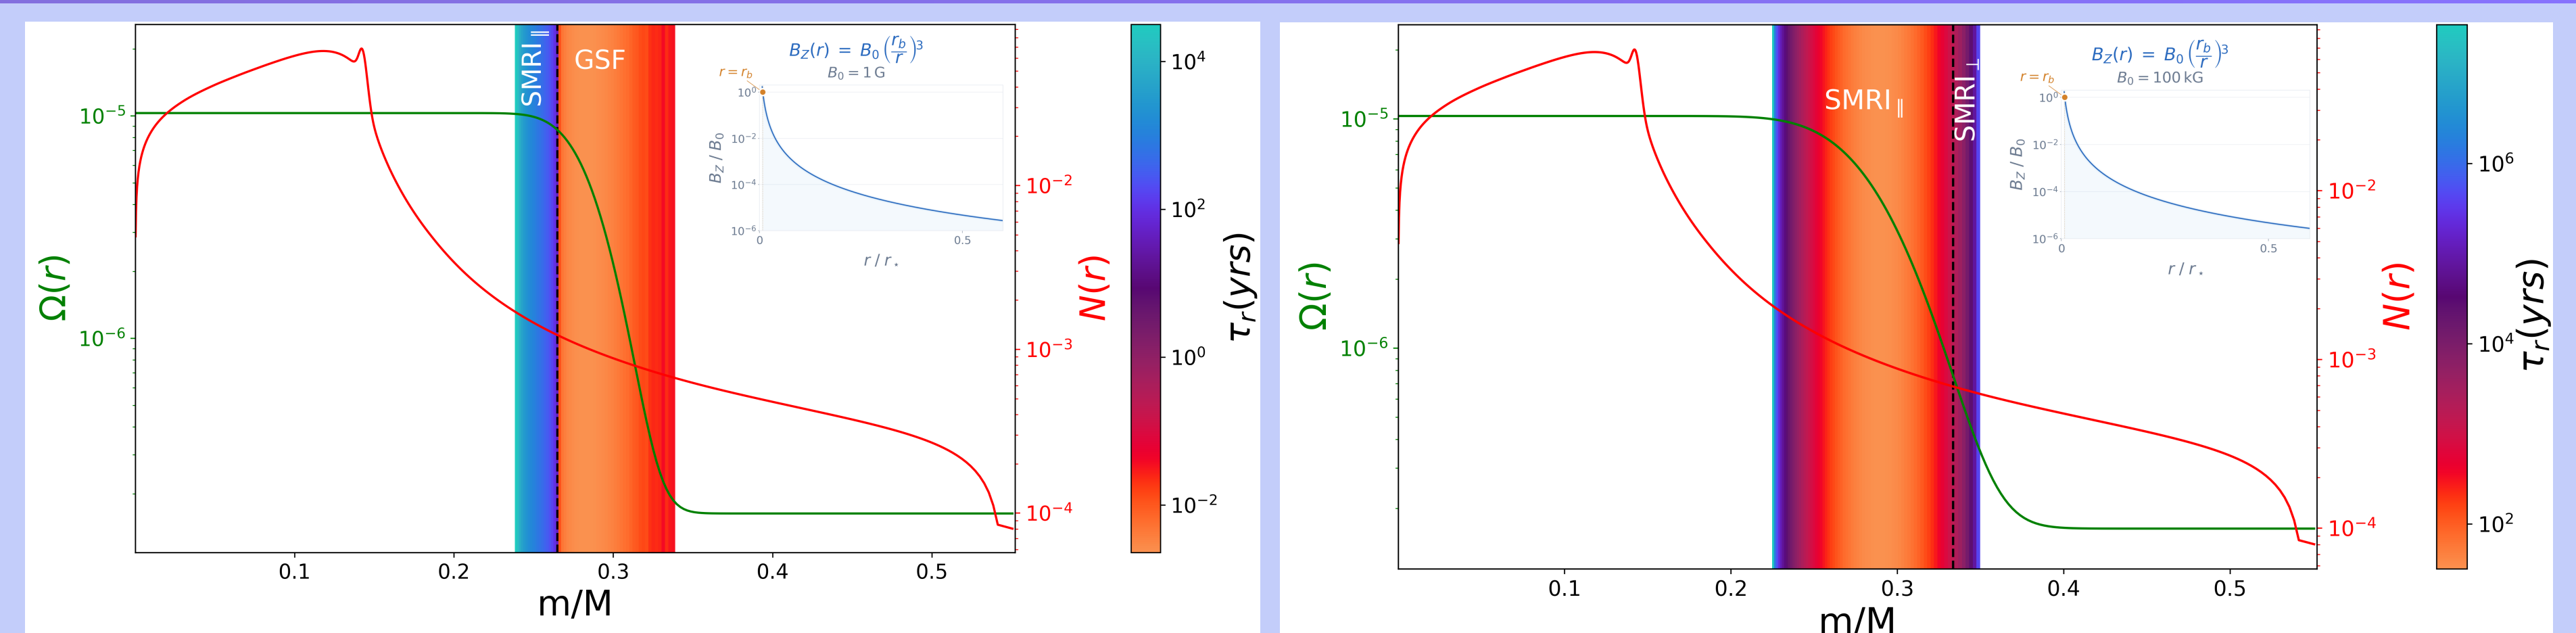 SMRI ∥
GSF
B_Z(r) = B_0 (r_b/r)^3
B_0 = 1 G
r = r_b
10^0
10^-2
10^-4
10^-6
B_Z / B_0
0
0.5
r / r_⋆
10^-5
10^-6
Ω(r)
10^-2
10^-3
10^-4
N(r)
10^4
10^2
10^0
10^-2
τ_r(yrs)
0.1
0.2
0.3
0.4
0.5
m/M
SMRI ∥
SMRI ⊥
B_Z(r) = B_0 (r_b/r)^3
B_0 = 100 kG
r = r_b
10^0
10^-2
10^-4
10^-6
B_Z / B_0
0
0.5
r / r_⋆
10^-5
10^-6
Ω(r)
10^-2
10^-3
10^-4
N(r)
10^6
10^4
10^2
τ_r(yrs)
0.1
0.2
0.3
0.4
0.5
m/M